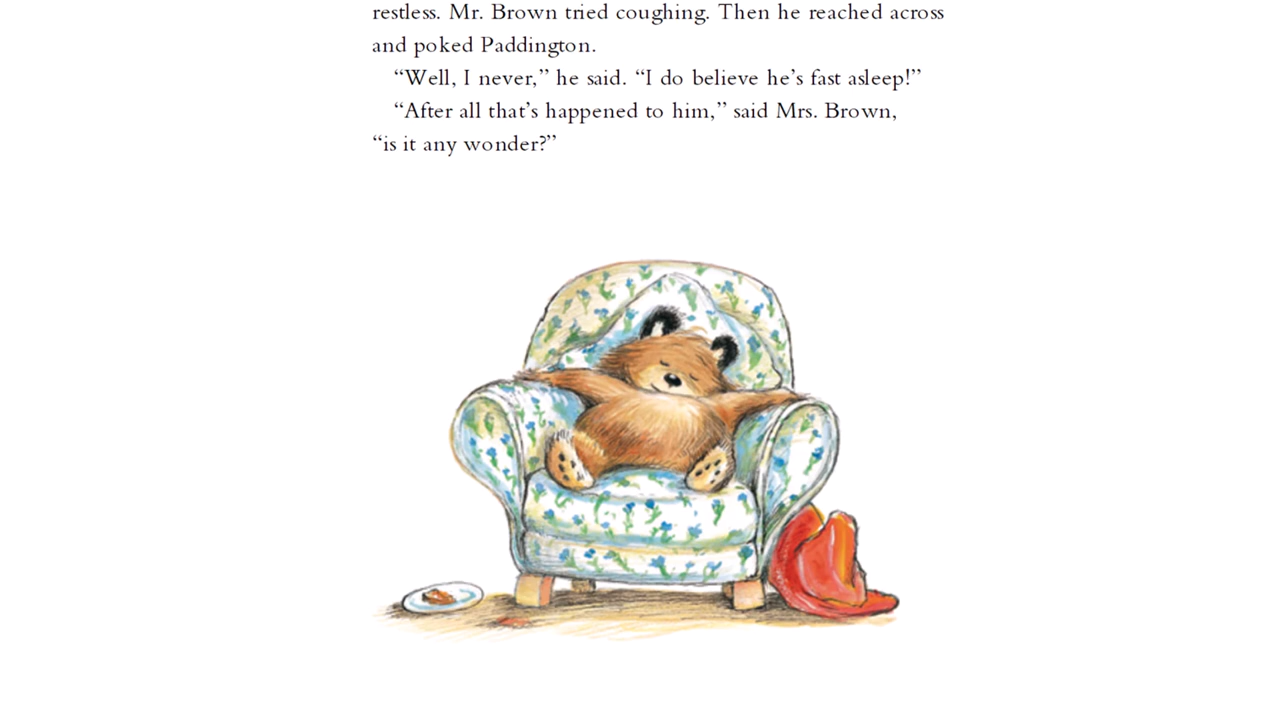 restless. Mr. Brown tried coughing. Then he reached across
and poked Paddington.
“Well, I never,” he said. “I do believe he’s fast asleep!”
“After all that’s happened to him,” said Mrs. Brown,
“is it any wonder?”